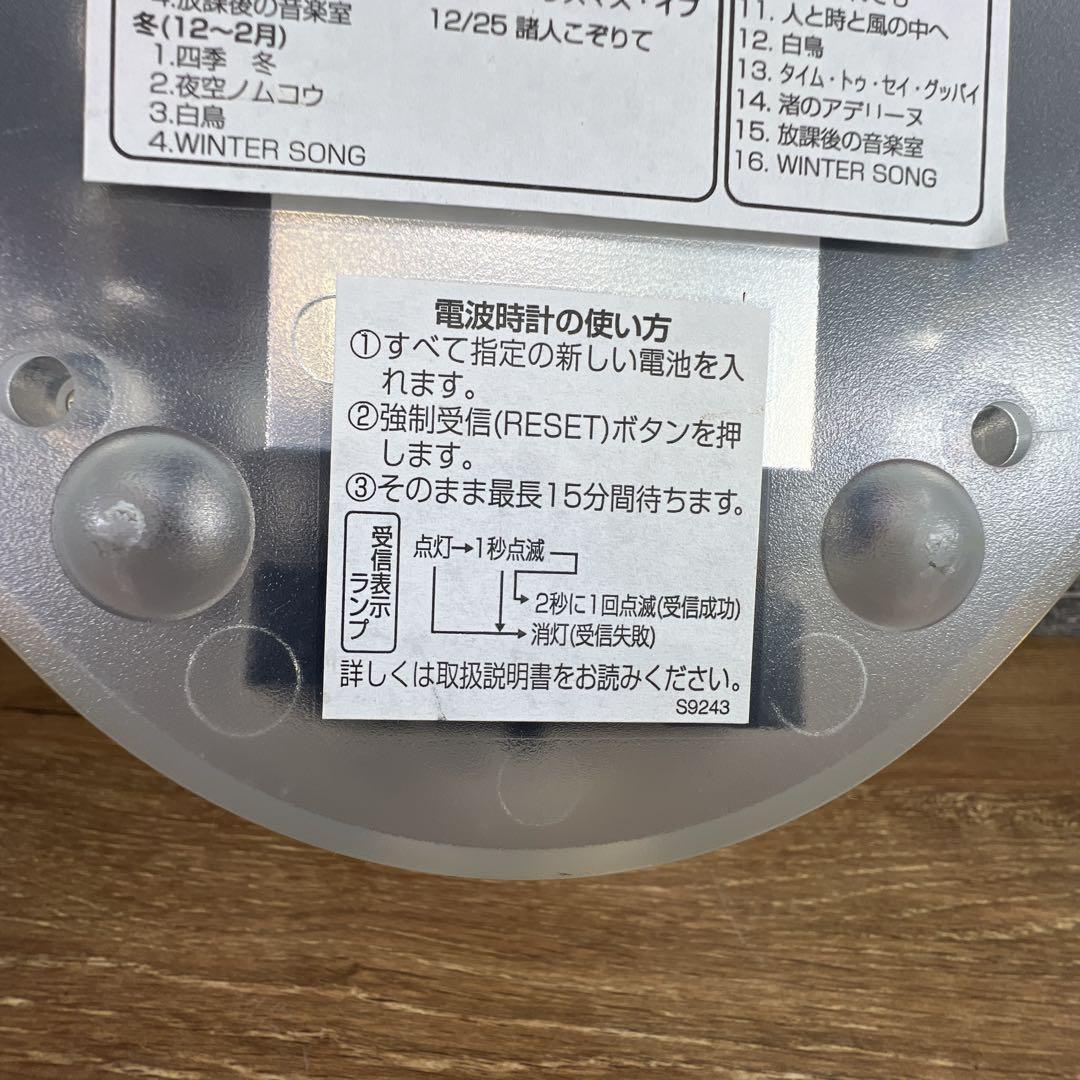 4.放課後の音楽室
冬(12～2月)
1.四季　冬
2.夜空ノムコウ
3.白鳥
4.WINTER SONG
12/25 諸人こぞりて
11. 人と時と風の中へ
12. 白鳥
13. タイム・トゥ・セイ・グッバイ
14. 渚のアデリーヌ
15. 放課後の音楽室
16. WINTER SONG
電波時計の使い方
①すべて指定の新しい電池を入
れます。
②強制受信(RESET)ボタンを押
します。
③そのまま最長15分間待ちます。
受信表示
ランプ
点灯→1秒点滅
2秒に1回点滅(受信成功)
消灯(受信失敗)
詳しくは取扱説明書をお読みください。
S9243